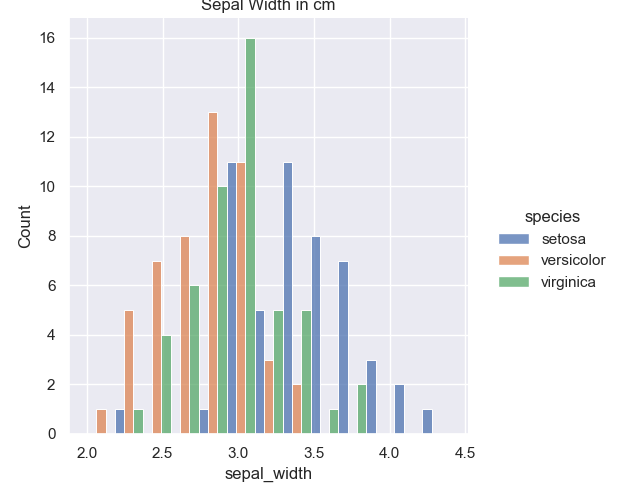 Sepal Width in cm
16
14
12
10
8
6
4
2
0
Count
2.0 2.5 3.0 3.5 4.0 4.5
sepal_width
species
setosa
versicolor
virginica